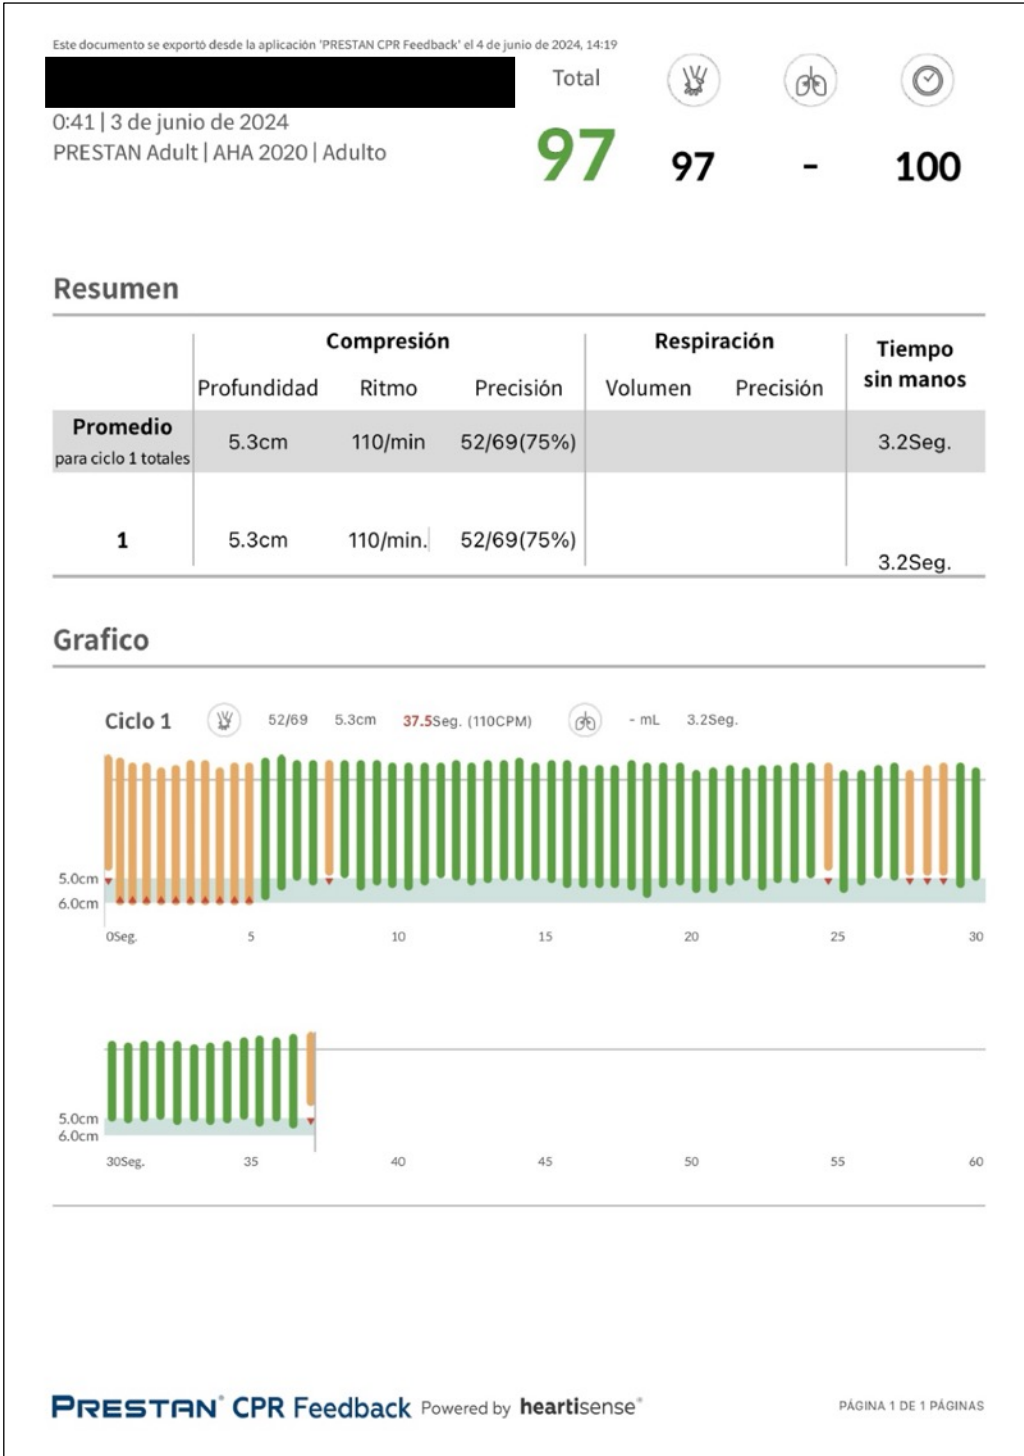 Este documento se exportó desde la aplicación 'PRESTAN CPR Feedback' el 4 de junio de 2024, 14:19
Total
0:41 | 3 de junio de 2024
PRESTAN Adult | AHA 2020 | Adulto
97 97 - 100
Resumen
Compresión Respiración Tiempo sin manos
Profundidad Ritmo Precisión Volumen Precisión
Promedio
para ciclo 1 totales
5.3cm 110/min 52/69(75%) 3.2Seg.
1 5.3cm 110/min. 52/69(75%) 3.2Seg.
Grafico
Ciclo 1 52/69 5.3cm 37.5Seg. (110CPM) - mL 3.2Seg.
5.0cm
6.0cm
0Seg. 5 10 15 20 25 30
5.0cm
6.0cm
30Seg. 35 40 45 50 55 60
PRESTAN® CPR Feedback Powered by heartisense®
PÁGINA 1 DE 1 PÁGINAS